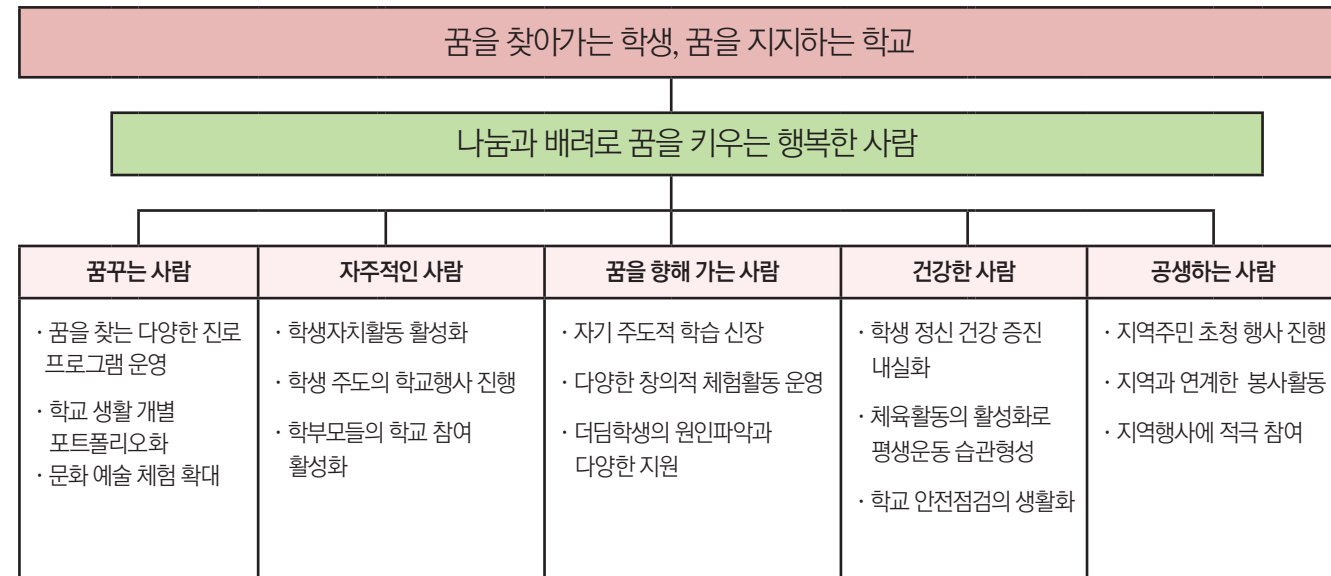 꿈을 찾아가는 학생, 꿈을 지지하는 학교
나눔과 배려로 꿈을 키우는 행복한 사람
꿈꾸는 사람
· 꿈을 찾는 다양한 진로
프로그램 운영
· 학교 생활 개별
포트폴리오화
· 문화 예술 체험 확대
자주적인 사람
· 학생자치활동 활성화
· 학생 주도의 학교행사 진행
· 학부모들의 학교 참여
활성화
꿈을 향해 가는 사람
· 자기 주도적 학습 신장
· 다양한 창의적 체험활동 운영
· 더딤학생의 원인파악과
다양한 지원
건강한 사람
· 학생 정신 건강 증진
내실화
· 체육활동의 활성화로
평생운동 습관형성
· 학교 안전점검의 생활화
공생하는 사람
· 지역주민 초청 행사 진행
· 지역과 연계한 봉사활동
· 지역행사에 적극 참여